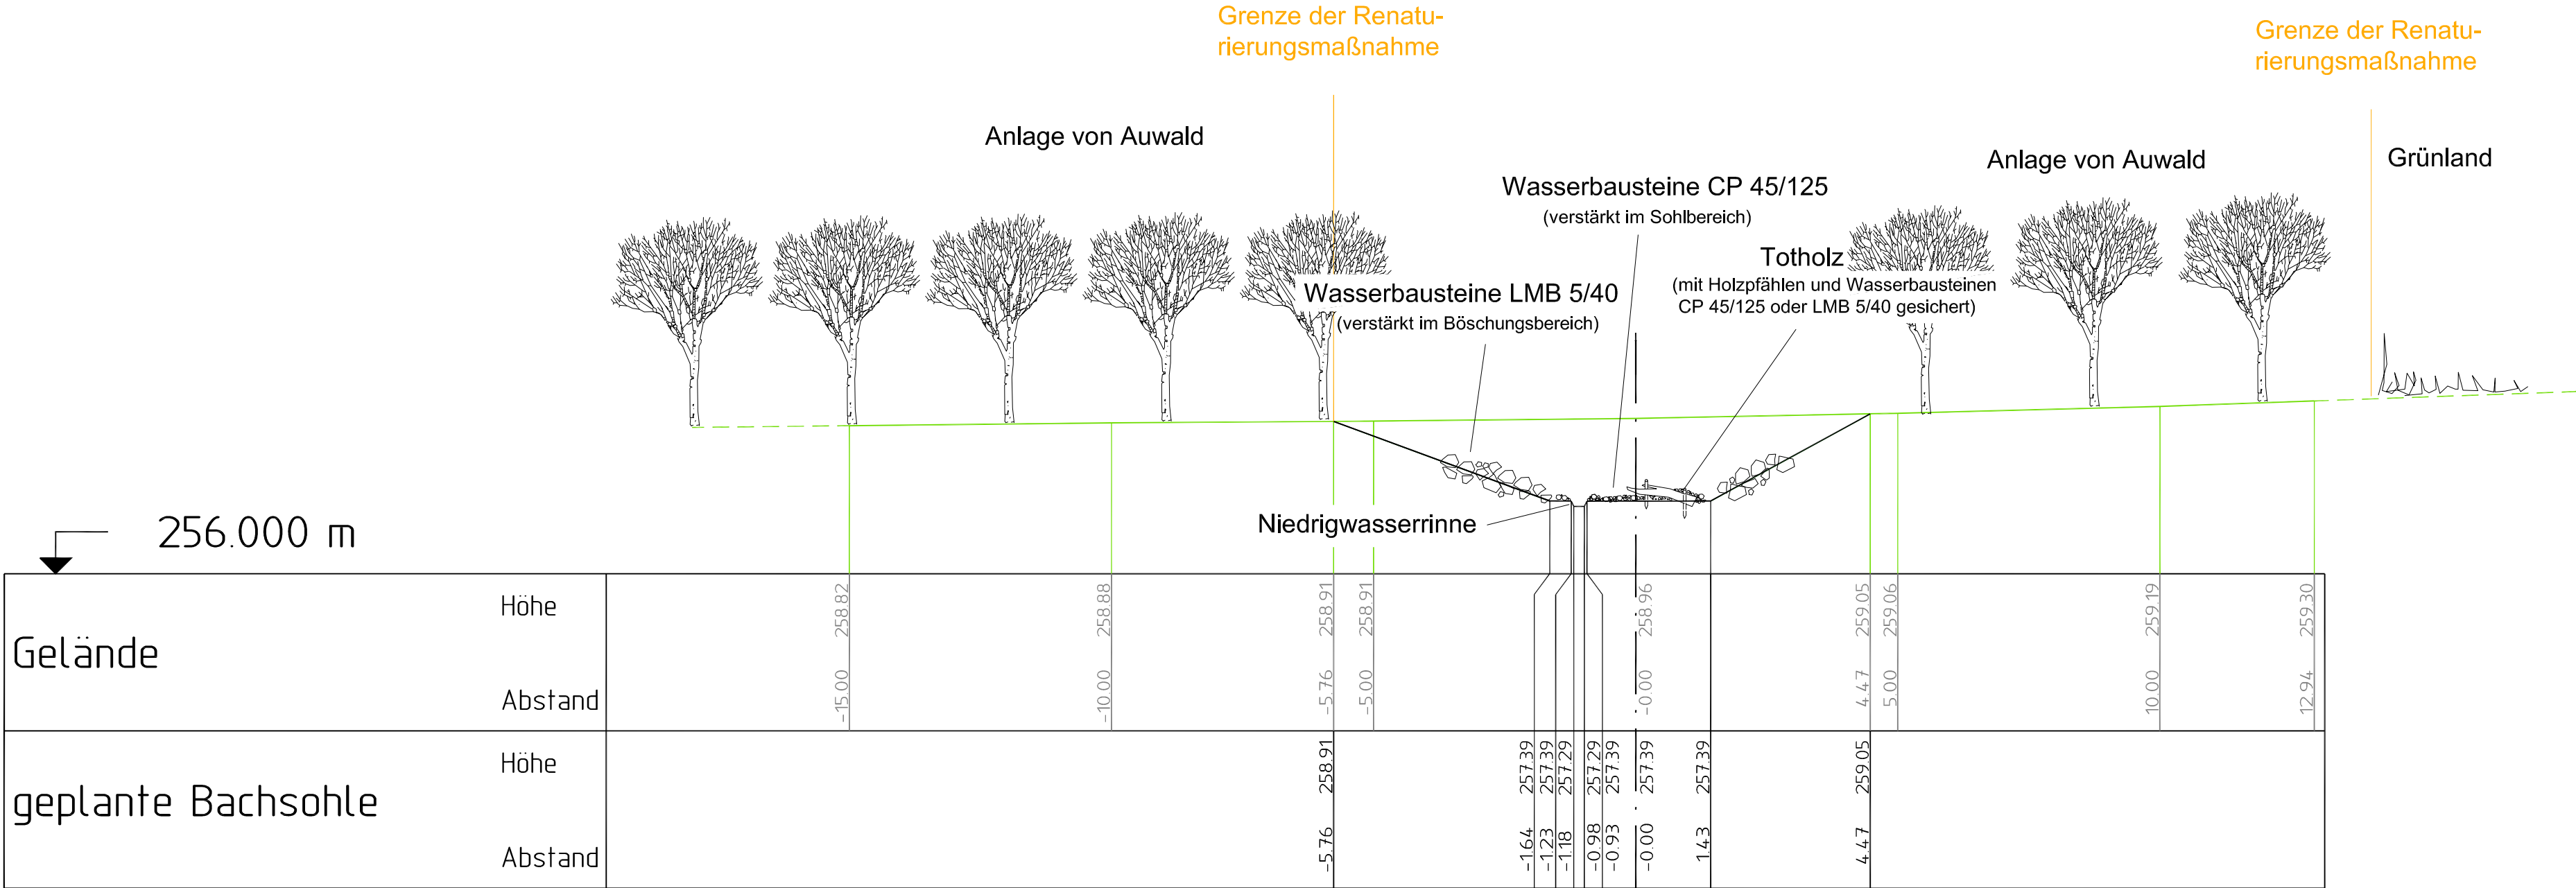 Grenze der Renatu-
rierungsmaßnahme
Grenze der Renatu-
rierungsmaßnahme
Anlage von Auwald
Anlage von Auwald
Grünland
Wasserbausteine CP 45/125
(verstärkt im Sohlbereich)
Totholz
(mit Holzpfählen und Wasserbausteinen
CP 45/125 oder LMB 5/40 gesichert)
Wasserbausteine LMB 5/40
(verstärkt im Böschungsbereich)
Niedrigwasserrinne
256.000 m
Gelände
Höhe
258.82 258.88 258.91 258.91 258.96 259.05 259.06 259.19 259.30
Abstand
-15.00 -10.00 -5.76 -5.00 -0.00 4.47 5.00 10.00 12.94
geplante Bachsohle
Höhe
258.91 257.39 257.39 257.29 257.29 257.39 257.39 257.39 259.05
Abstand
-5.76 -1.64 -1.23 -1.18 -0.98 -0.93 -0.00 1.43 4.47